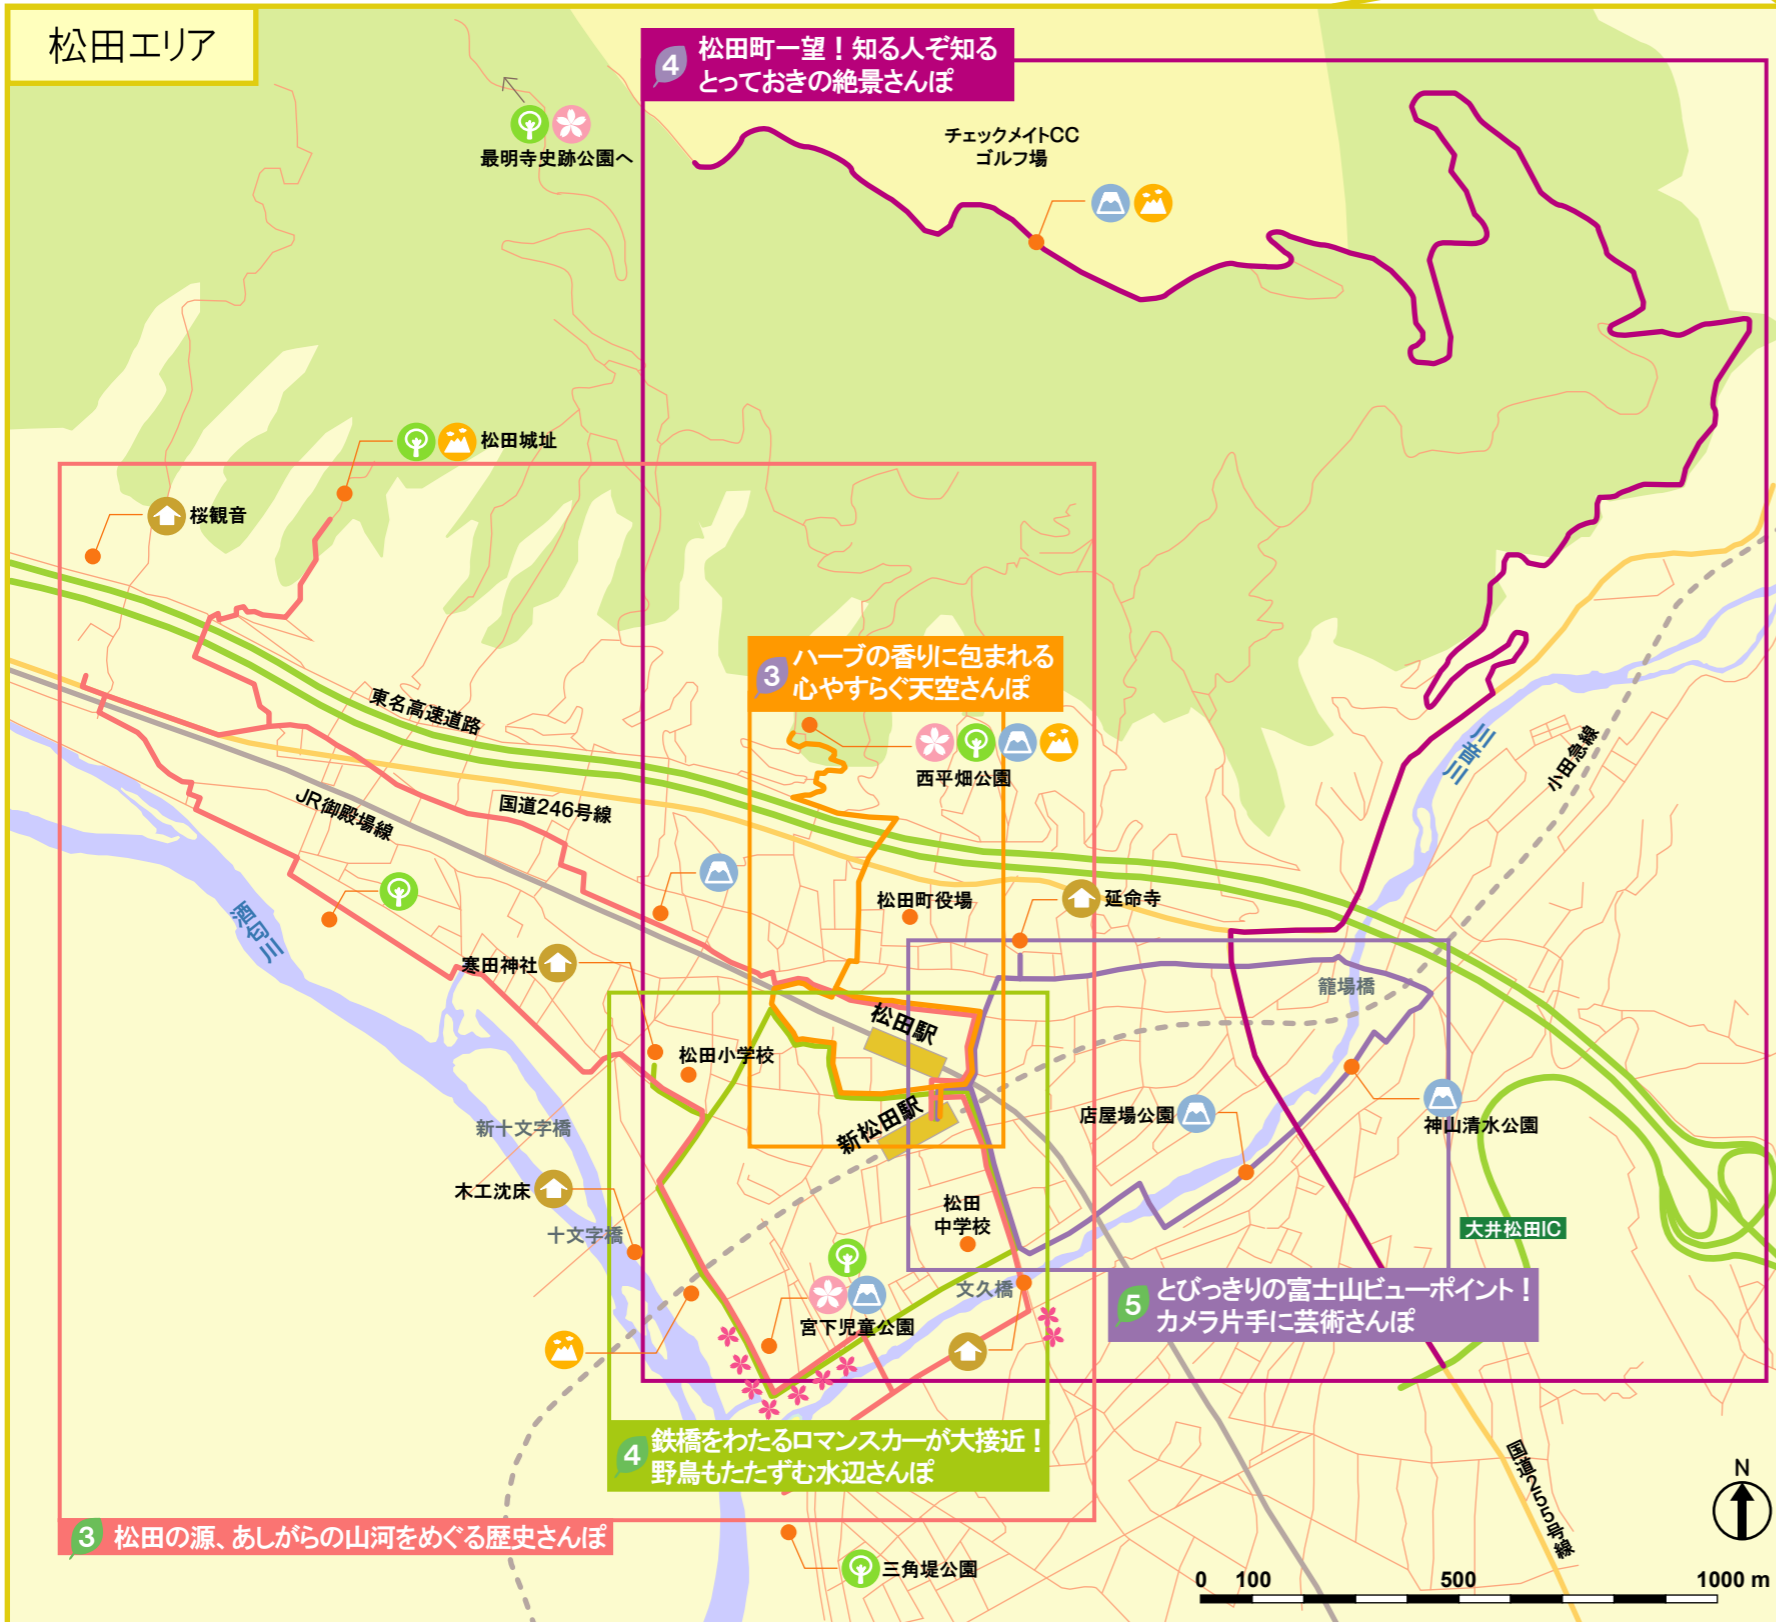 松田エリア
4
松田町一望！知る人ぞ知る
とっておきの絶景さんぽ
最明寺史跡公園へ
チェックメイトCC
ゴルフ場
松田城址
桜観音
3
ハーブの香りに包まれる
心やすらぐ天空さんぽ
東名高速道路
西平畑公園
川音川
小田急線
国道246号線
JR御殿場線
松田町役場
延命寺
酒匂川
寒田神社
籠場橋
松田駅
松田小学校
新松田駅
店屋場公園
神山清水公園
新十文字橋
木工沈床
十文字橋
松田
中学校
大井松田IC
文久橋
宮下児童公園
5
とびっきりの富士山ビューポイント！
カメラ片手に芸術さんぽ
4
鉄橋をわたるロマンスカーが大接近！
野鳥もたたずむ水辺さんぽ
国道255号線
N
3
松田の源、あしがらの山河をめぐる歴史さんぽ
三角堤公園
0 100 500 1000 m